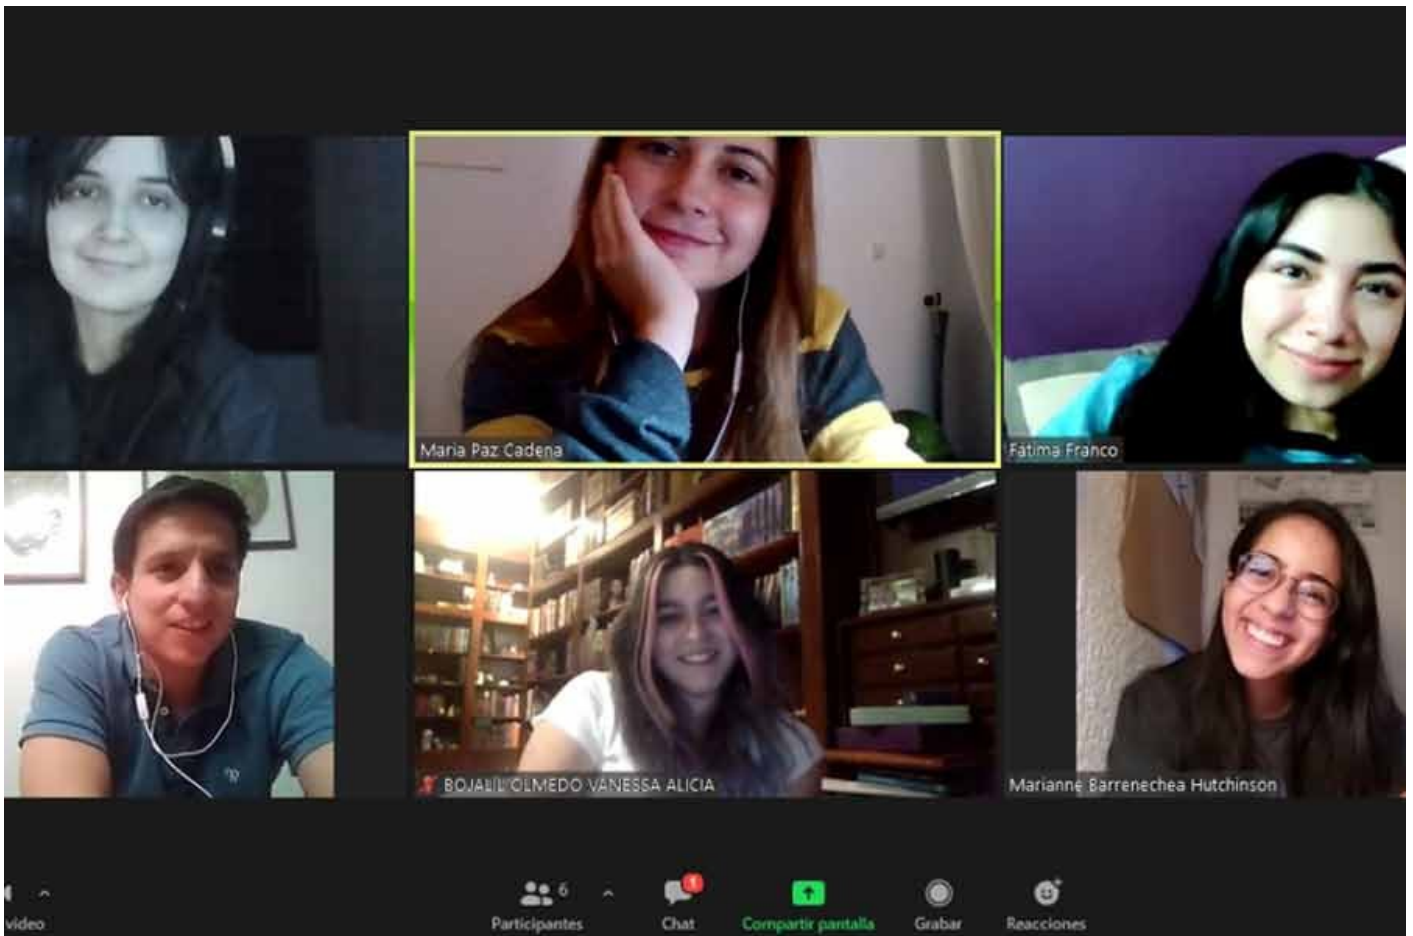 Maria Paz Cadena
Fátima Franco
BOJALIL OLMEDO VANESSA ALICIA
Marianne Barrenechea Hutchinson
video
Participantes
6
Chat
1
Compartir pantalla
Grabar
Reacciones